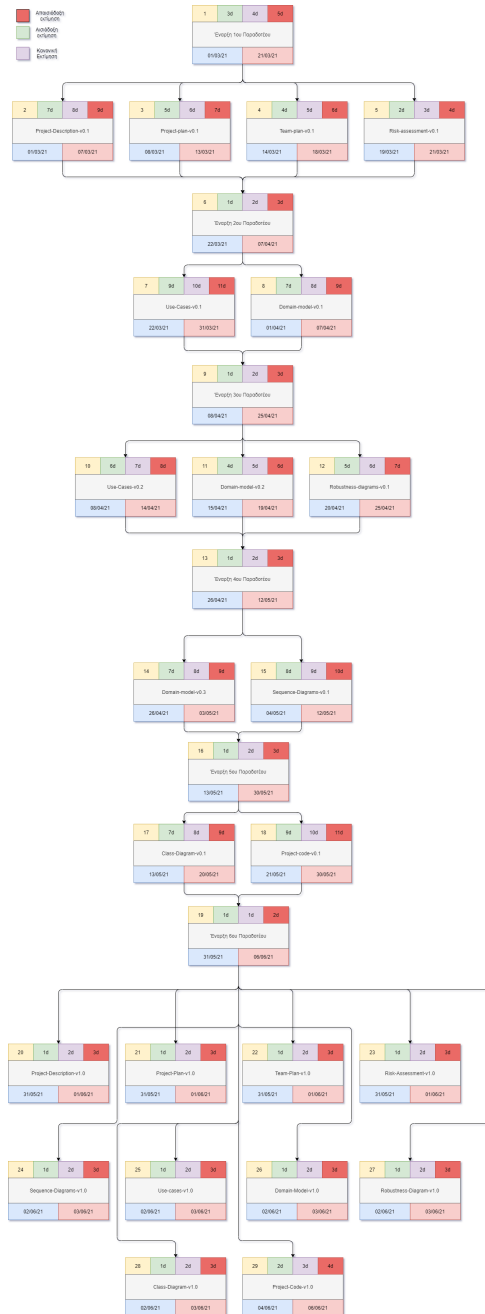 Απαισιόδοξη
εκτίμηση
Αισιόδοξη
εκτίμηση
Κανονική
Εκτίμηση
1 3d 4d 5d
Έναρξη 1ου Παραδοτέου
01/03/21 21/03/21
2 7d 8d 9d
Project-Description-v0.1
01/03/21 07/03/21
3 5d 6d 7d
Project-plan-v0.1
08/03/21 13/03/21
4 4d 5d 6d
Team-plan-v0.1
14/03/21 18/03/21
5 2d 3d 4d
Risk-assessment-v0.1
19/03/21 21/03/21
6 1d 2d 3d
Έναρξη 2ου Παραδοτέου
22/03/21 07/04/21
7 9d 10d 11d
Use-Cases-v0.1
22/03/21 31/03/21
8 7d 8d 9d
Domain-model-v0.1
01/04/21 07/04/21
9 1d 2d 3d
Έναρξη 3ου Παραδοτέου
08/04/21 25/04/21
10 6d 7d 8d
Use-Cases-v0.2
08/04/21 14/04/21
11 4d 5d 6d
Domain-model-v0.2
15/04/21 19/04/21
12 5d 6d 7d
Robustness-diagrams-v0.1
20/04/21 25/04/21
13 1d 2d 3d
Έναρξη 4ου Παραδοτέου
26/04/21 12/05/21
14 7d 8d 9d
Domain-model-v0.3
26/04/21 03/05/21
15 8d 9d 10d
Sequence-Diagrams-v0.1
04/05/21 12/05/21
16 1d 2d 3d
Έναρξη 5ου Παραδοτέου
13/05/21 30/05/21
17 7d 8d 9d
Class-Diagram-v0.1
13/05/21 20/05/21
18 9d 10d 11d
Project-code-v0.1
21/05/21 30/05/21
19 1d 1d 2d
Έναρξη 6ου Παραδοτέου
31/05/21 06/06/21
20 1d 2d 3d
Project-Description-v1.0
31/05/21 01/06/21
21 1d 2d 3d
Project-Plan-v1.0
31/05/21 01/06/21
22 1d 2d 3d
Team-Plan-v1.0
31/05/21 01/06/21
23 1d 2d 3d
Risk-Assessment-v1.0
31/05/21 01/06/21
24 1d 2d 3d
Sequence-Diagrams-v1.0
02/06/21 03/06/21
25 1d 2d 3d
Use-cases-v1.0
02/06/21 03/06/21
26 1d 2d 3d
Domain-Model-v1.0
02/06/21 03/06/21
27 1d 2d 3d
Robustness-Diagram-v1.0
02/06/21 03/06/21
28 1d 2d 3d
Class-Diagram-v1.0
02/06/21 03/06/21
29 2d 3d 4d
Project-Code-v1.0
04/06/21 06/06/21